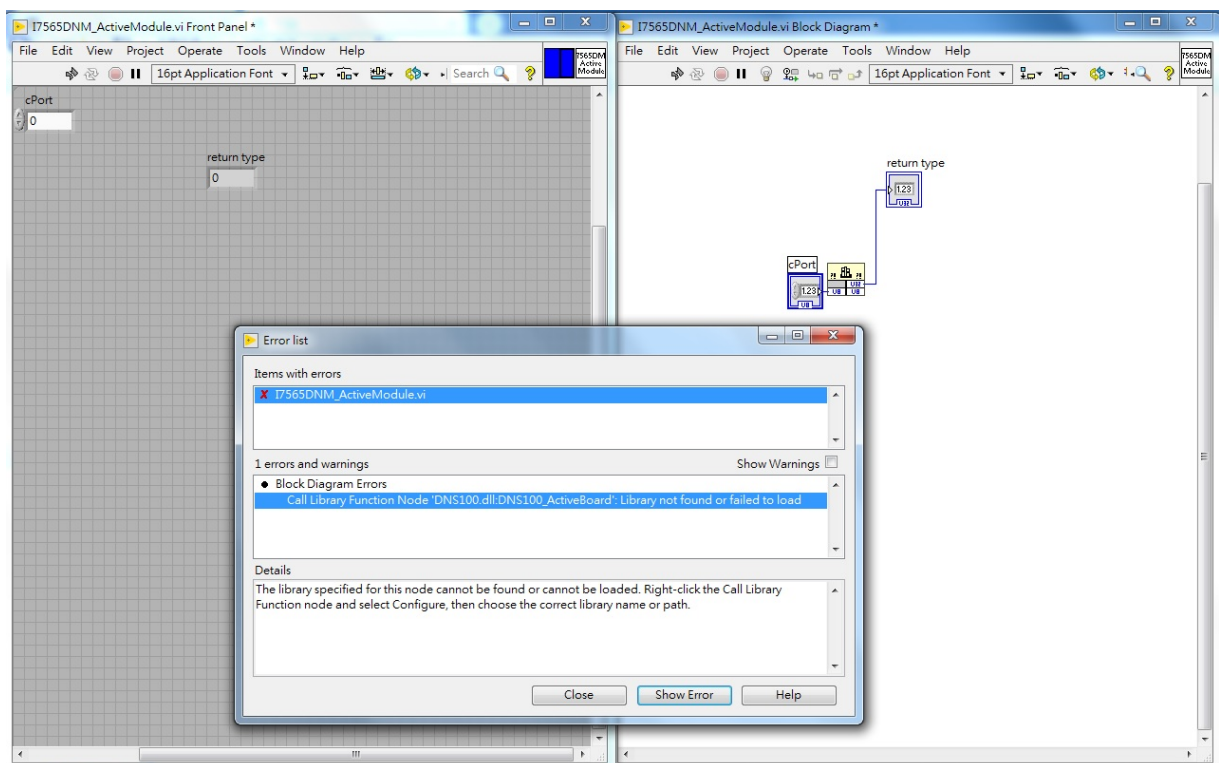 I7565DNM_ActiveModule.vi Front Panel *
File Edit View Project Operate Tools Window Help
16pt Application Font
Search
?
I7565DM
Active
Module
cPort
0
return type
0
I7565DNM_ActiveModule.vi Block Diagram *
File Edit View Project Operate Tools Window Help
16pt Application Font
?
I7565DM
Active
Module
return type
1.23
U32
cPort
1.23
U8
?! ?!
U32
U8 U8
Error list
Items with errors
X I7565DNM_ActiveModule.vi
1 errors and warnings
Show Warnings
Block Diagram Errors
Call Library Function Node 'DNS100.dll:DNS100_ActiveBoard': Library not found or failed to load
Details
The library specified for this node cannot be found or cannot be loaded. Right-click the Call Library
Function node and select Configure, then choose the correct library name or path.
Close Show Error Help